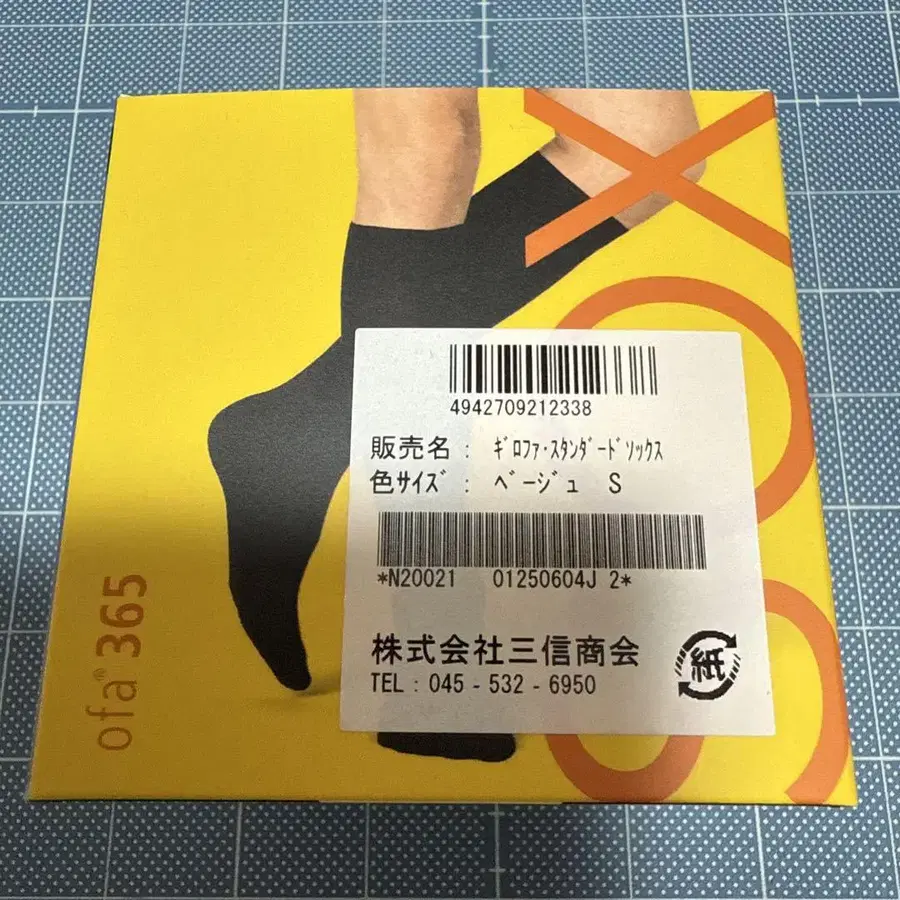 SOX
ofa® 365
4942709212338
販売名： ｷﾞﾛﾌｧ･ｽﾀﾝﾀﾞｰﾄﾞｿｯｸｽ
色ｻｲｽﾞ： ﾍﾞｰｼﾞｭ S
*N20021 01250604J 2*
株式会社三信商会
TEL : 045 - 532 - 6950
紙